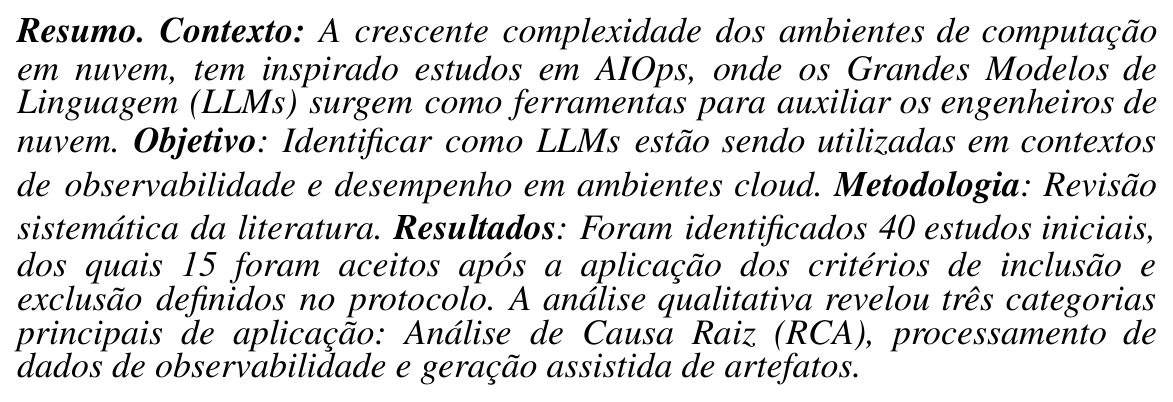 Resumo. Contexto: A crescente complexidade dos ambientes de computação
em nuvem, tem inspirado estudos em AIOps, onde os Grandes Modelos de
Linguagem (LLMs) surgem como ferramentas para auxiliar os engenheiros de
nuvem. Objetivo: Identificar como LLMs estão sendo utilizadas em contextos
de observabilidade e desempenho em ambientes cloud. Metodologia: Revisão
sistemática da literatura. Resultados: Foram identificados 40 estudos iniciais,
dos quais 15 foram aceitos após a aplicação dos critérios de inclusão e
exclusão definidos no protocolo. A análise qualitativa revelou três categorias
principais de aplicação: Análise de Causa Raiz (RCA), processamento de
dados de observabilidade e geração assistida de artefatos.